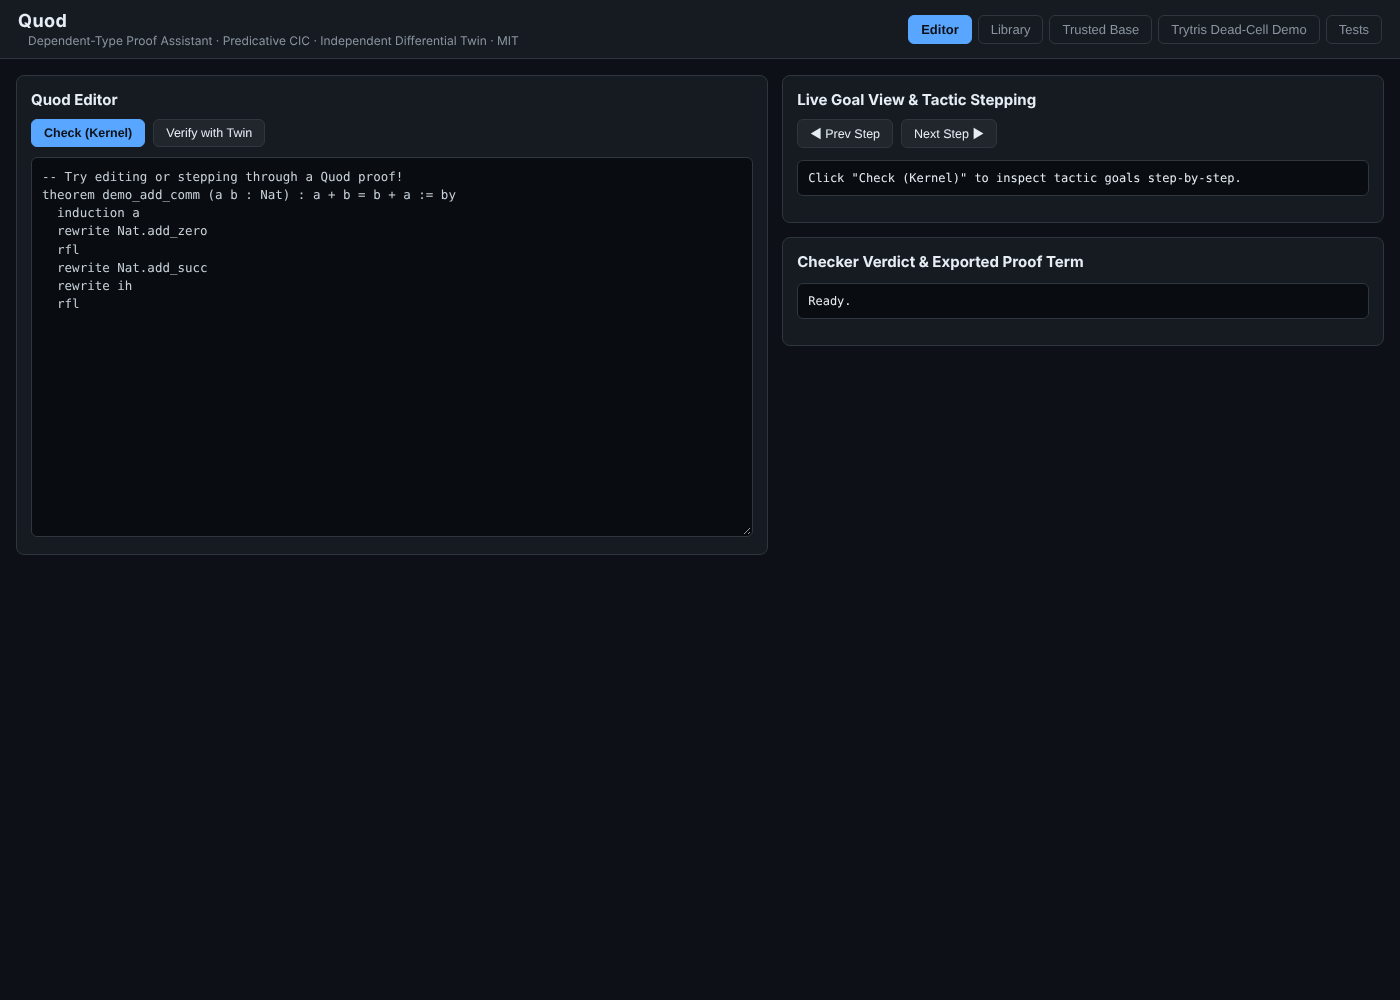 Quod
Dependent-Type Proof Assistant · Predicative CIC · Independent Differential Twin · MIT
Editor
Library
Trusted Base
Trytris Dead-Cell Demo
Tests
Quod Editor
Check (Kernel)
Verify with Twin
-- Try editing or stepping through a Quod proof!
theorem demo_add_comm (a b : Nat) : a + b = b + a := by
  induction a
  rewrite Nat.add_zero
  rfl
  rewrite Nat.add_succ
  rewrite ih
  rfl
Live Goal View & Tactic Stepping
◀ Prev Step
Next Step ▶
Click "Check (Kernel)" to inspect tactic goals step-by-step.
Checker Verdict & Exported Proof Term
Ready.